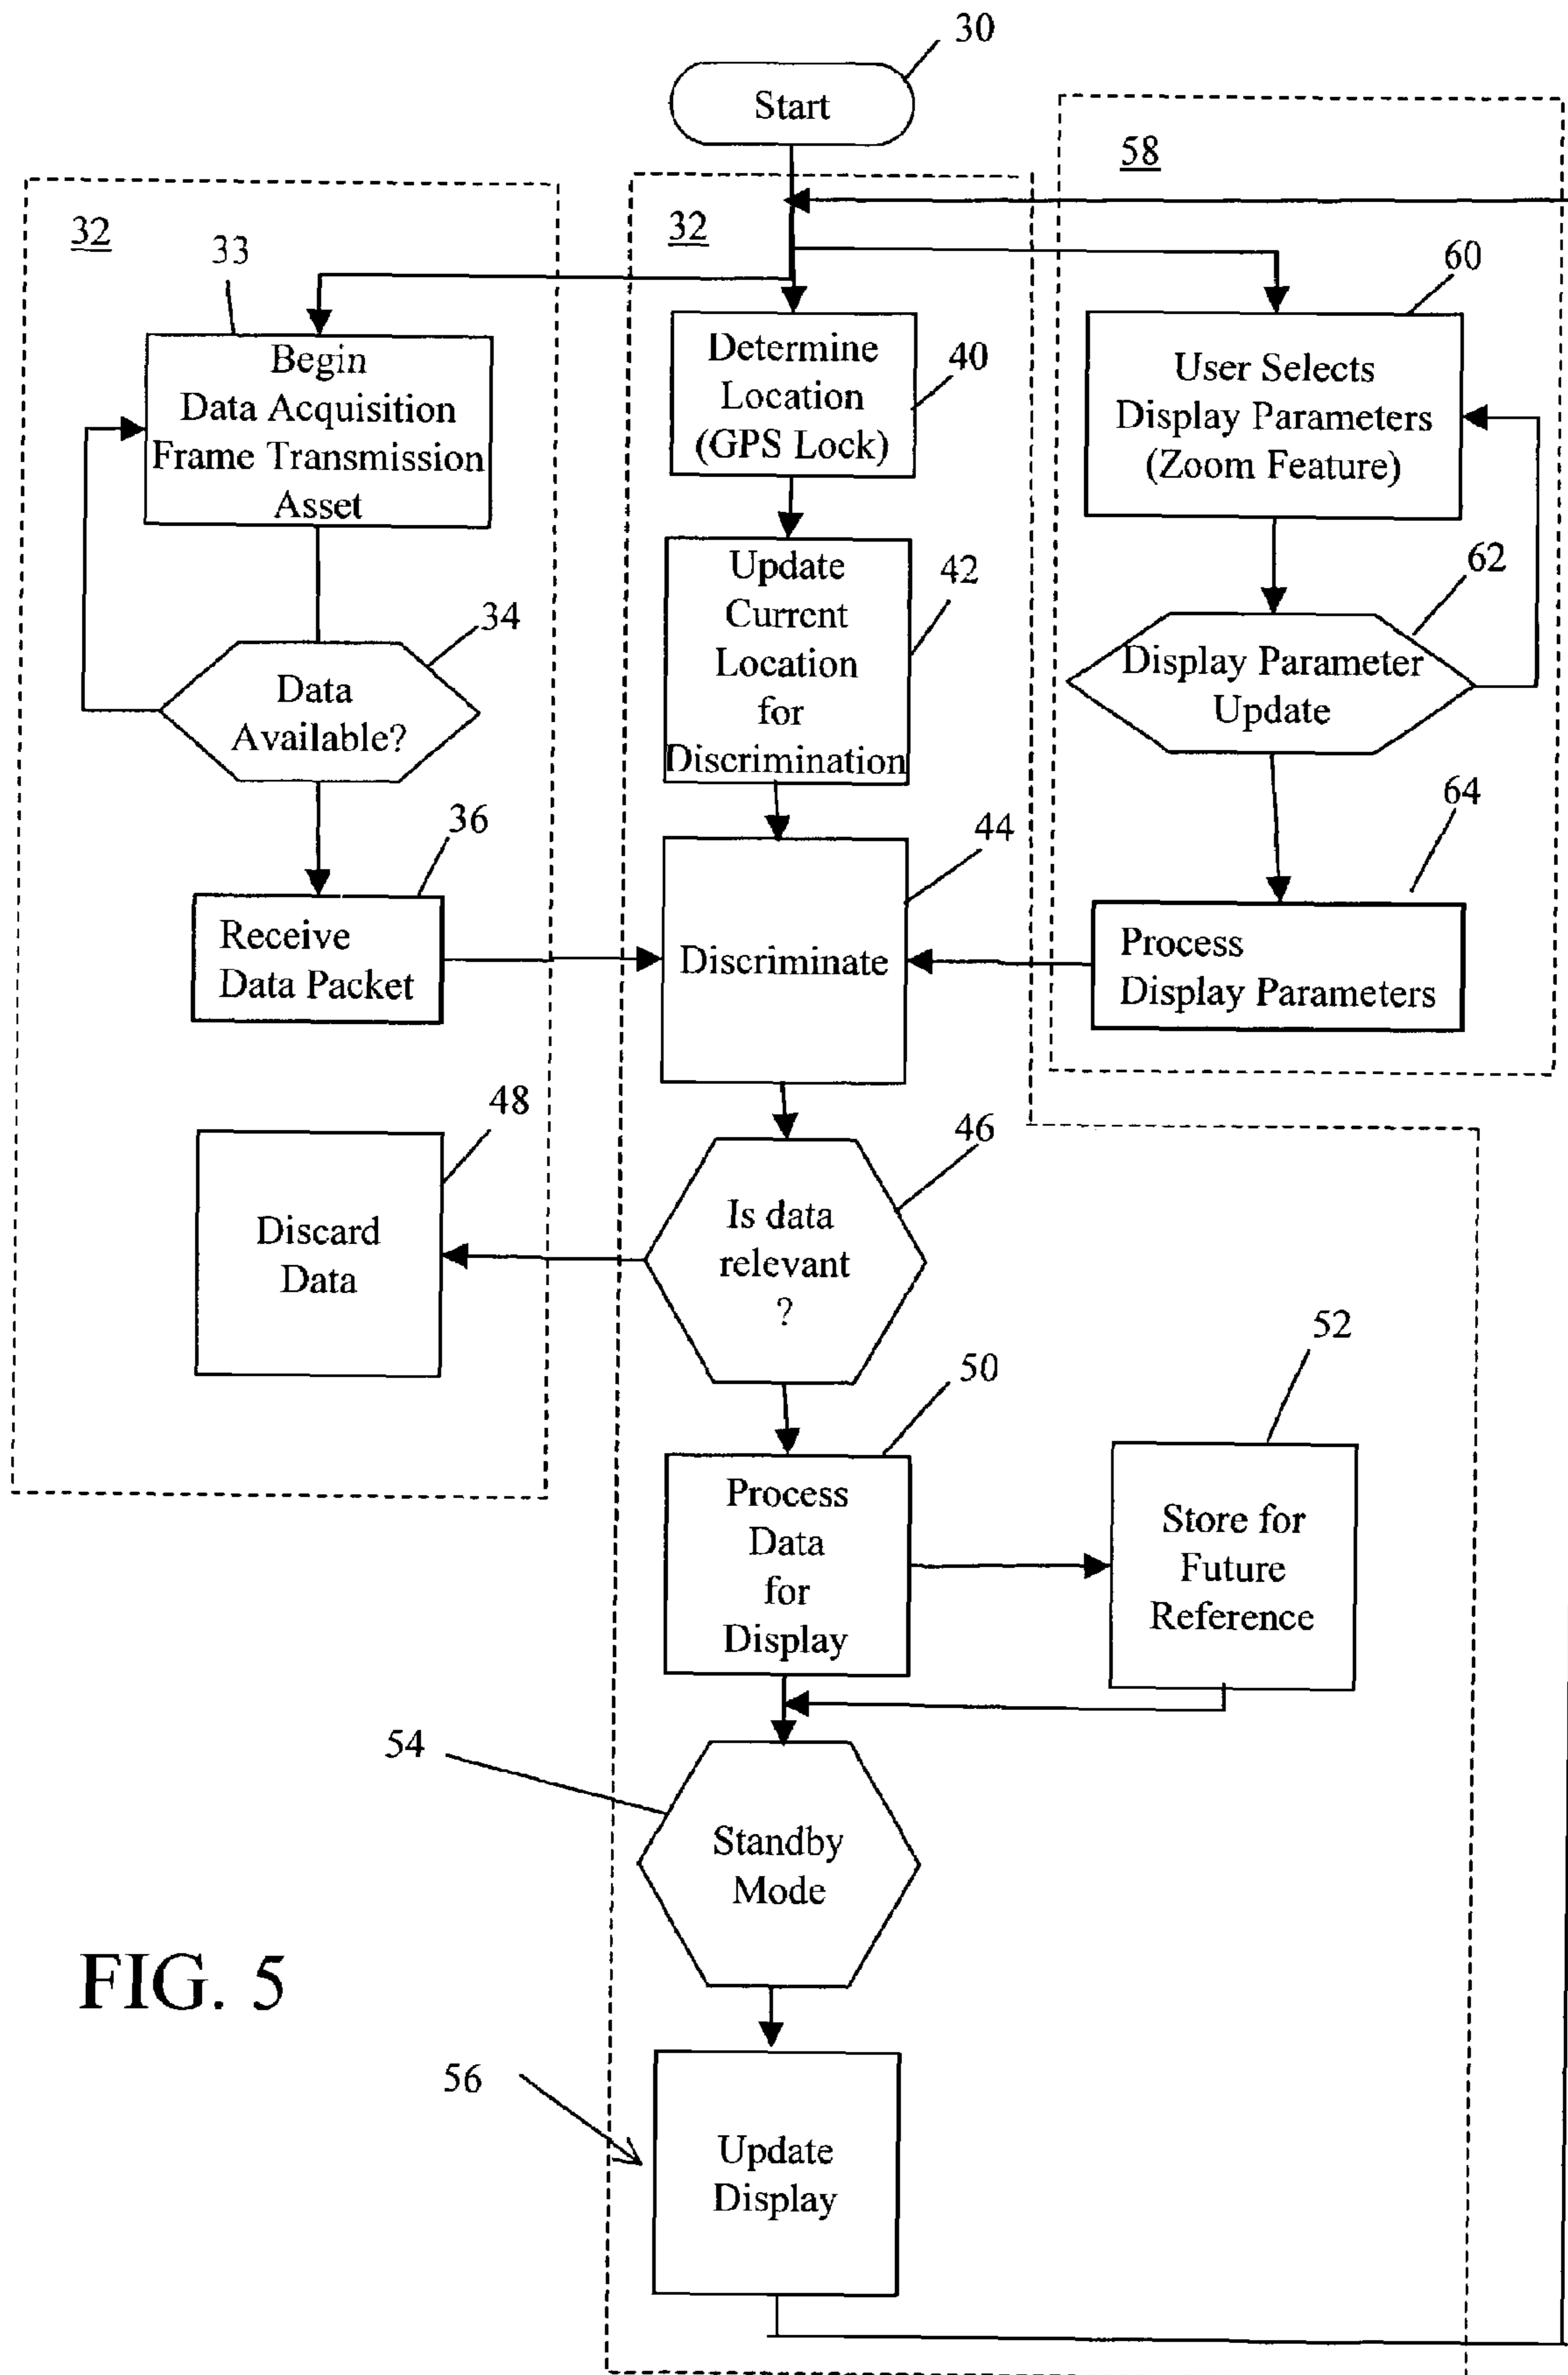 30
Start
58
32
33
32
60
Begin
Data Acquisition
Frame Transmission
Asset
Determine
Location
(GPS Lock)
40
User Selects
Display Parameters
(Zoom Feature)
34
Data
Available?
Update
Current
Location
for
Discrimination
42
62
Display Parameter
Update
36
Receive
Data Packet
44
Discriminate
64
Process
Display Parameters
48
Discard
Data
46
Is data
relevant
?
50
Process
Data
for
Display
52
Store for
Future
Reference
54
Standby
Mode
FIG. 5
56
Update
Display